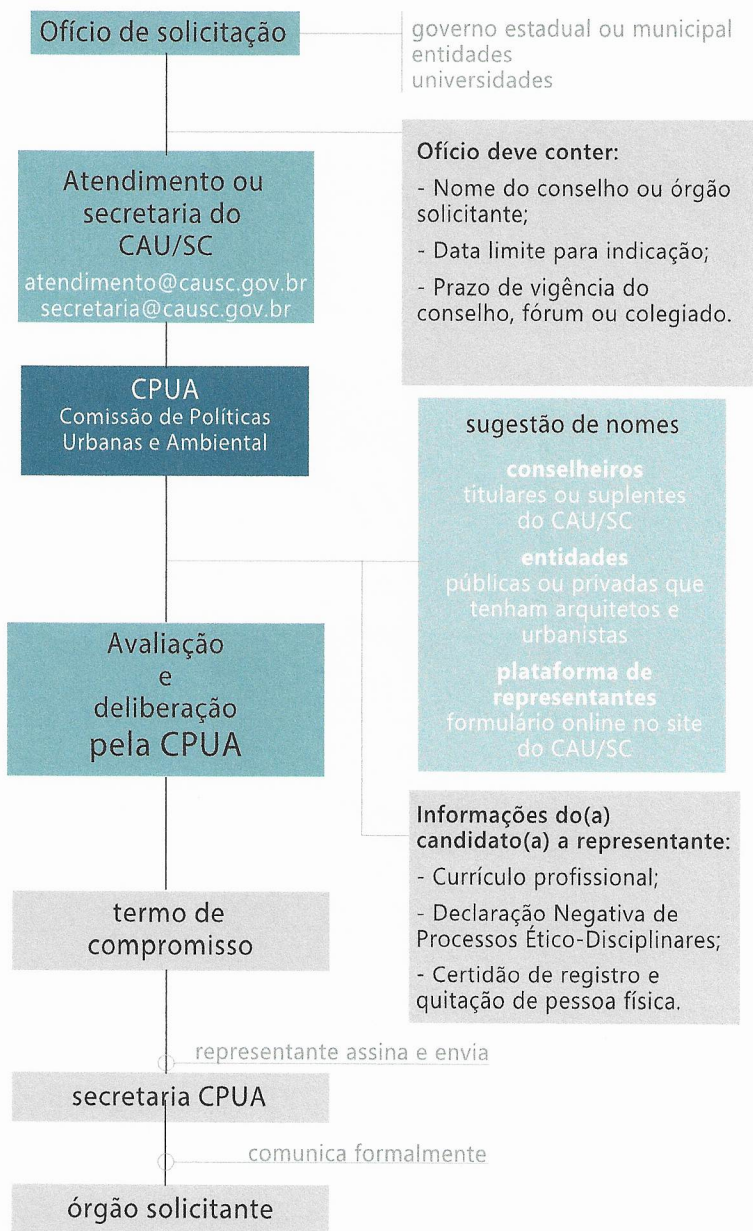 Ofício de solicitação
governo estadual ou municipal
entidades
universidades
Atendimento ou
secretaria do
CAU/SC
atendimento@causc.gov.br
secretaria@causc.gov.br
Ofício deve conter:
- Nome do conselho ou órgão
solicitante;
- Data limite para indicação;
- Prazo de vigência do
conselho, fórum ou colegiado.
CPUA
Comissão de Políticas
Urbanas e Ambiental
sugestão de nomes
conselheiros
titulares ou suplentes
do CAU/SC
entidades
públicas ou privadas que
tenham arquitetos e
urbanistas
plataforma de
representantes
formulário online no site
do CAU/SC
Avaliação
e
deliberação
pela CPUA
Informações do(a)
candidato(a) a representante:
- Currículo profissional;
- Declaração Negativa de
Processos Ético-Disciplinares;
- Certidão de registro e
quitação de pessoa física.
termo de
compromisso
representante assina e envia
secretaria CPUA
comunica formalmente
órgão solicitante